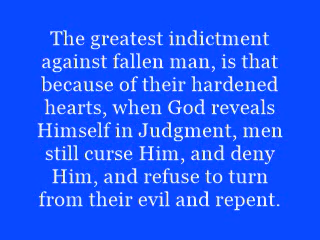 The greatest indictment
against fallen man, is that
because of their hardened
hearts, when God reveals
Himself in Judgment, men
still curse Him, and deny
Him, and refuse to turn
from their evil and repent.